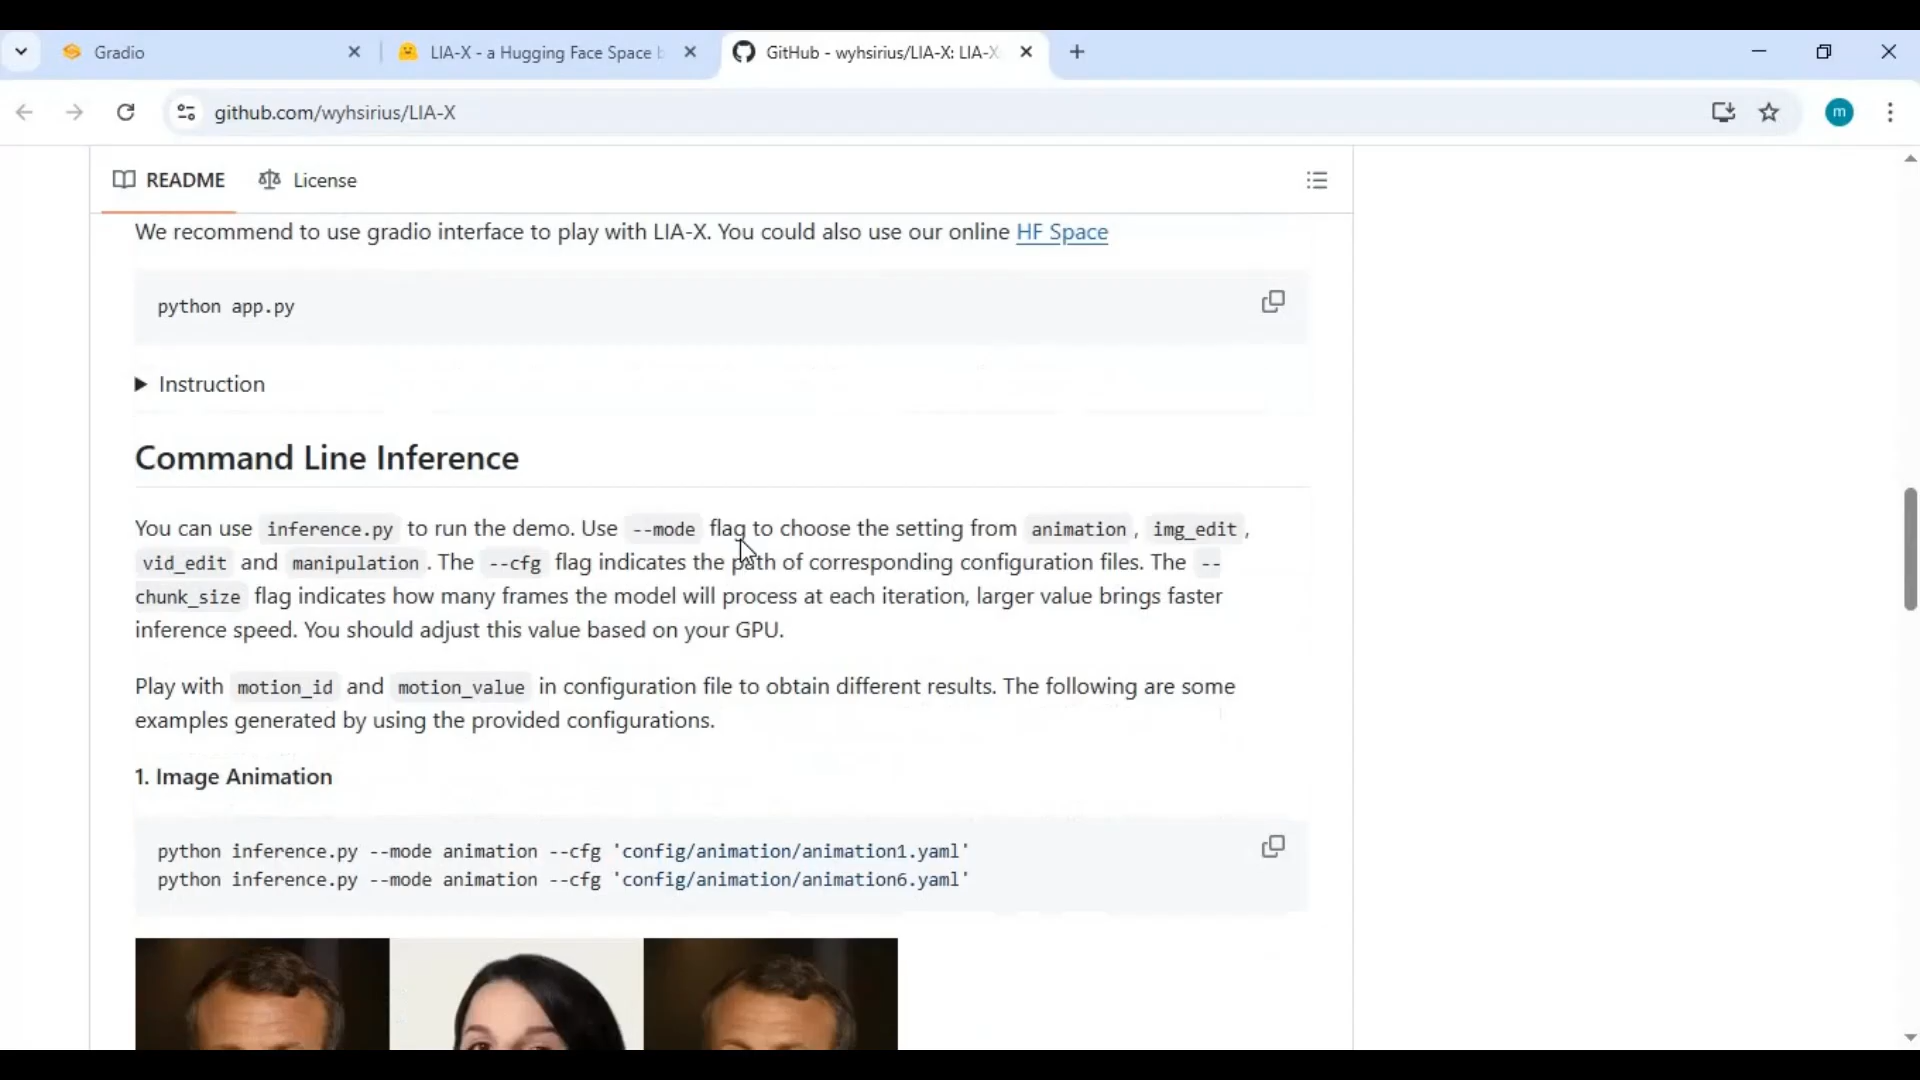 Gradio
LIA-X - a Hugging Face Space b
GitHub - wyhsirius/LIA-X: LIA-X
github.com/wyhsirius/LIA-X
m
README
License
We recommend to use gradio interface to play with LIA-X. You could also use our online HF Space
python app.py
Instruction
Command Line Inference
You can use inference.py to run the demo. Use --mode flag to choose the setting from animation, img_edit,
vid_edit and manipulation. The --cfg flag indicates the path of corresponding configuration files. The --
chunk_size flag indicates how many frames the model will process at each iteration, larger value brings faster
inference speed. You should adjust this value based on your GPU.
Play with motion_id and motion_value in configuration file to obtain different results. The following are some
examples generated by using the provided configurations.
1. Image Animation
python inference.py --mode animation --cfg 'config/animation/animation1.yaml'
python inference.py --mode animation --cfg 'config/animation/animation6.yaml'